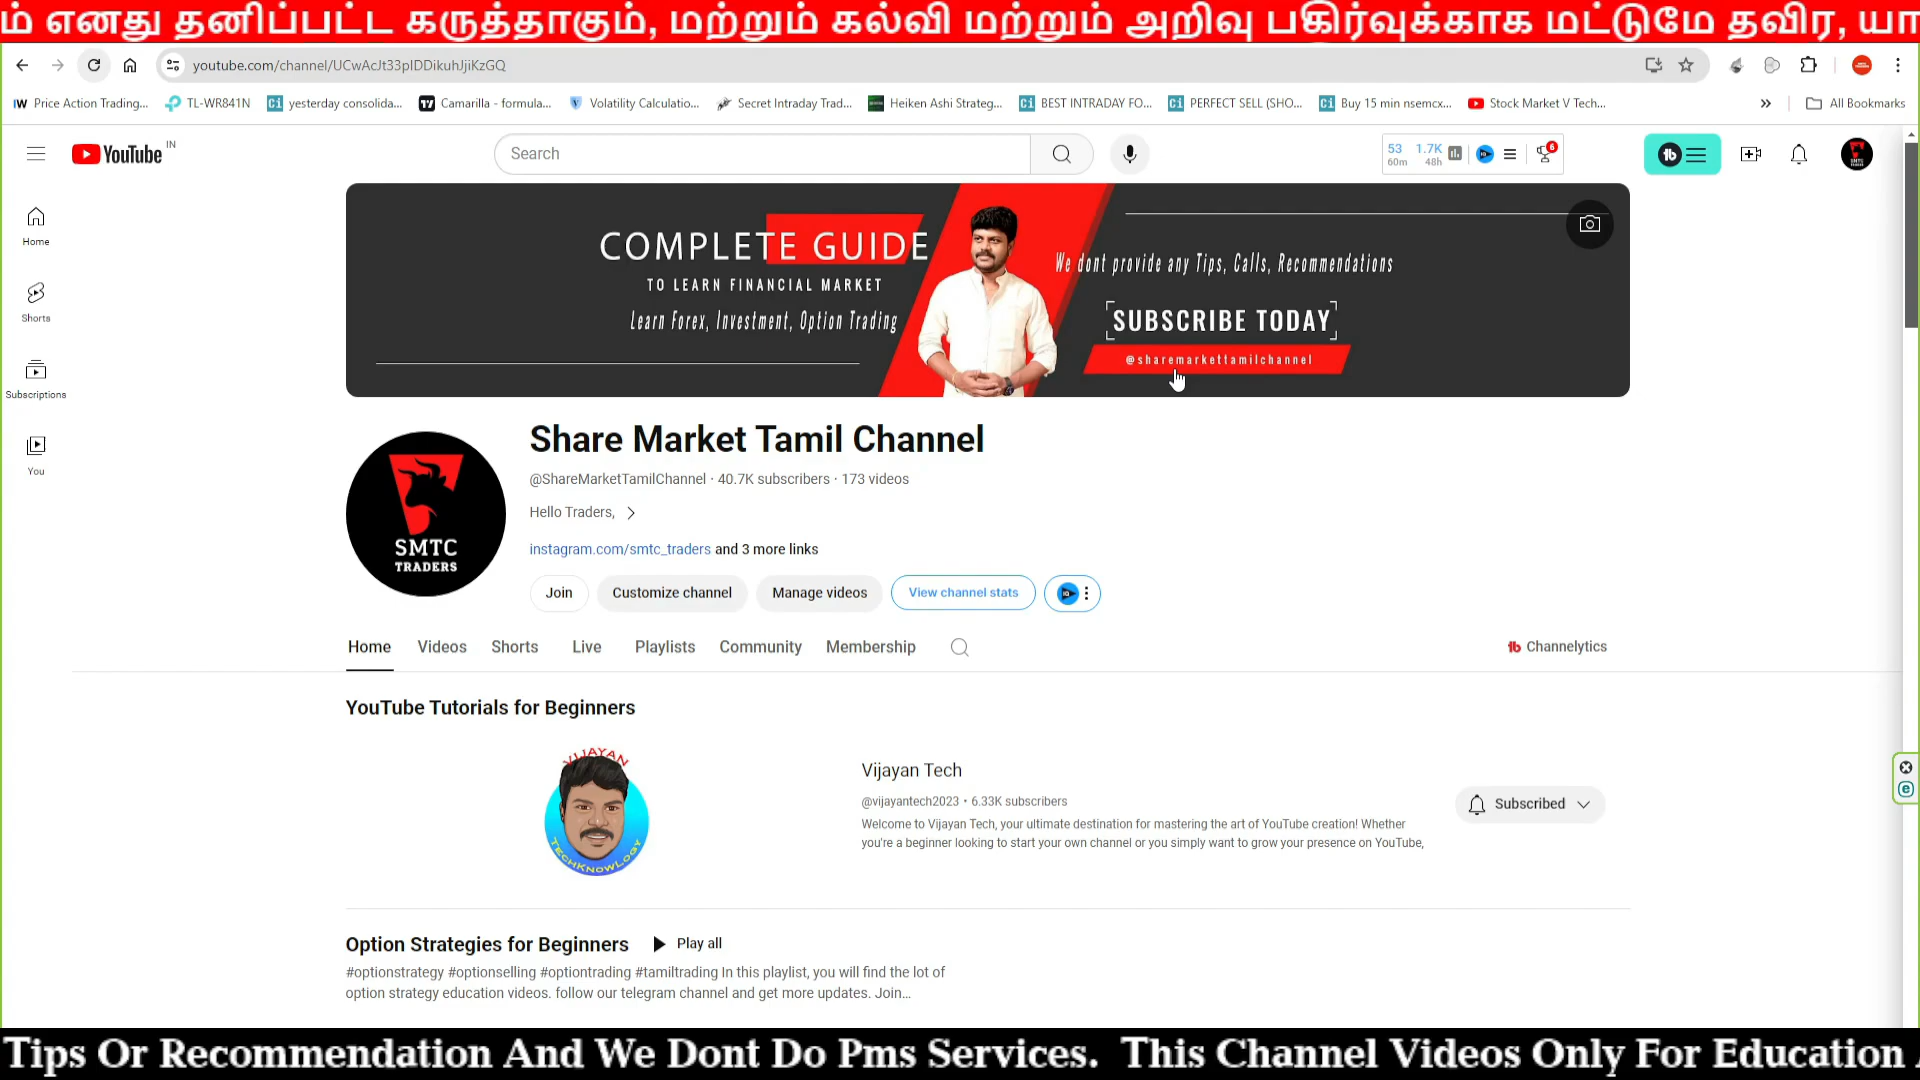 ம் எனது தனிப்பட்ட கருத்தாகும், மற்றும் கல்வி மற்றும் அறிவு பகிர்வுக்காக மட்டுமே தவிர, யா
youtube.com/channel/UCwAcJt33plDDikuhJjiKzGQ
Price Action Trading...
TL-WR841N
yesterday consolida...
Camarilla - formula...
Volatility Calculatio...
Secret Intraday Trad...
Heiken Ashi Strateg...
BEST INTRADAY FO...
PERFECT SELL (SHO...
Buy 15 min nsemcx...
Stock Market V Tech...
All Bookmarks
YouTube IN
Search
53 60m
1.7K 48h
6
Home
Shorts
Subscriptions
You
COMPLETE GUIDE
TO LEARN FINANCIAL MARKET
Learn Forex, Investment, Option Trading
We dont provide any Tips, Calls, Recommendations
SUBSCRIBE TODAY
@sharemarkettamilchannel
SMTC
TRADERS
Share Market Tamil Channel
@ShareMarketTamilChannel · 40.7K subscribers · 173 videos
Hello Traders,
instagram.com/smtc_traders and 3 more links
Join
Customize channel
Manage videos
View channel stats
Home
Videos
Shorts
Live
Playlists
Community
Membership
Channelytics
YouTube Tutorials for Beginners
VIJAYAN
TECHKNOWLOGY
Vijayan Tech
@vijayantech2023 • 6.33K subscribers
Welcome to Vijayan Tech, your ultimate destination for mastering the art of YouTube creation! Whether
you're a beginner looking to start your own channel or you simply want to grow your presence on YouTube,
Subscribed
Option Strategies for Beginners
Play all
#optionstrategy #optionselling #optiontrading #tamiltrading In this playlist, you will find the lot of
option strategy education videos. follow our telegram channel and get more updates. Join...
Tips Or Recommendation And We Dont Do Pms Services. This Channel Videos Only For Education